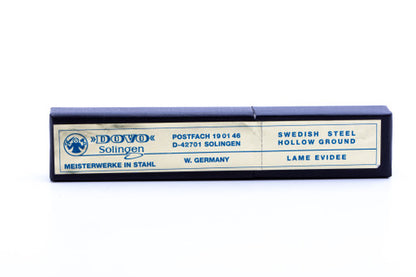 »DOVO«
Solingen
MEISTERWERKE IN STAHL
POSTFACH 19 01 46
D-42701 SOLINGEN
W. GERMANY
SWEDISH STEEL
HOLLOW GROUND
LAME EVIDEE